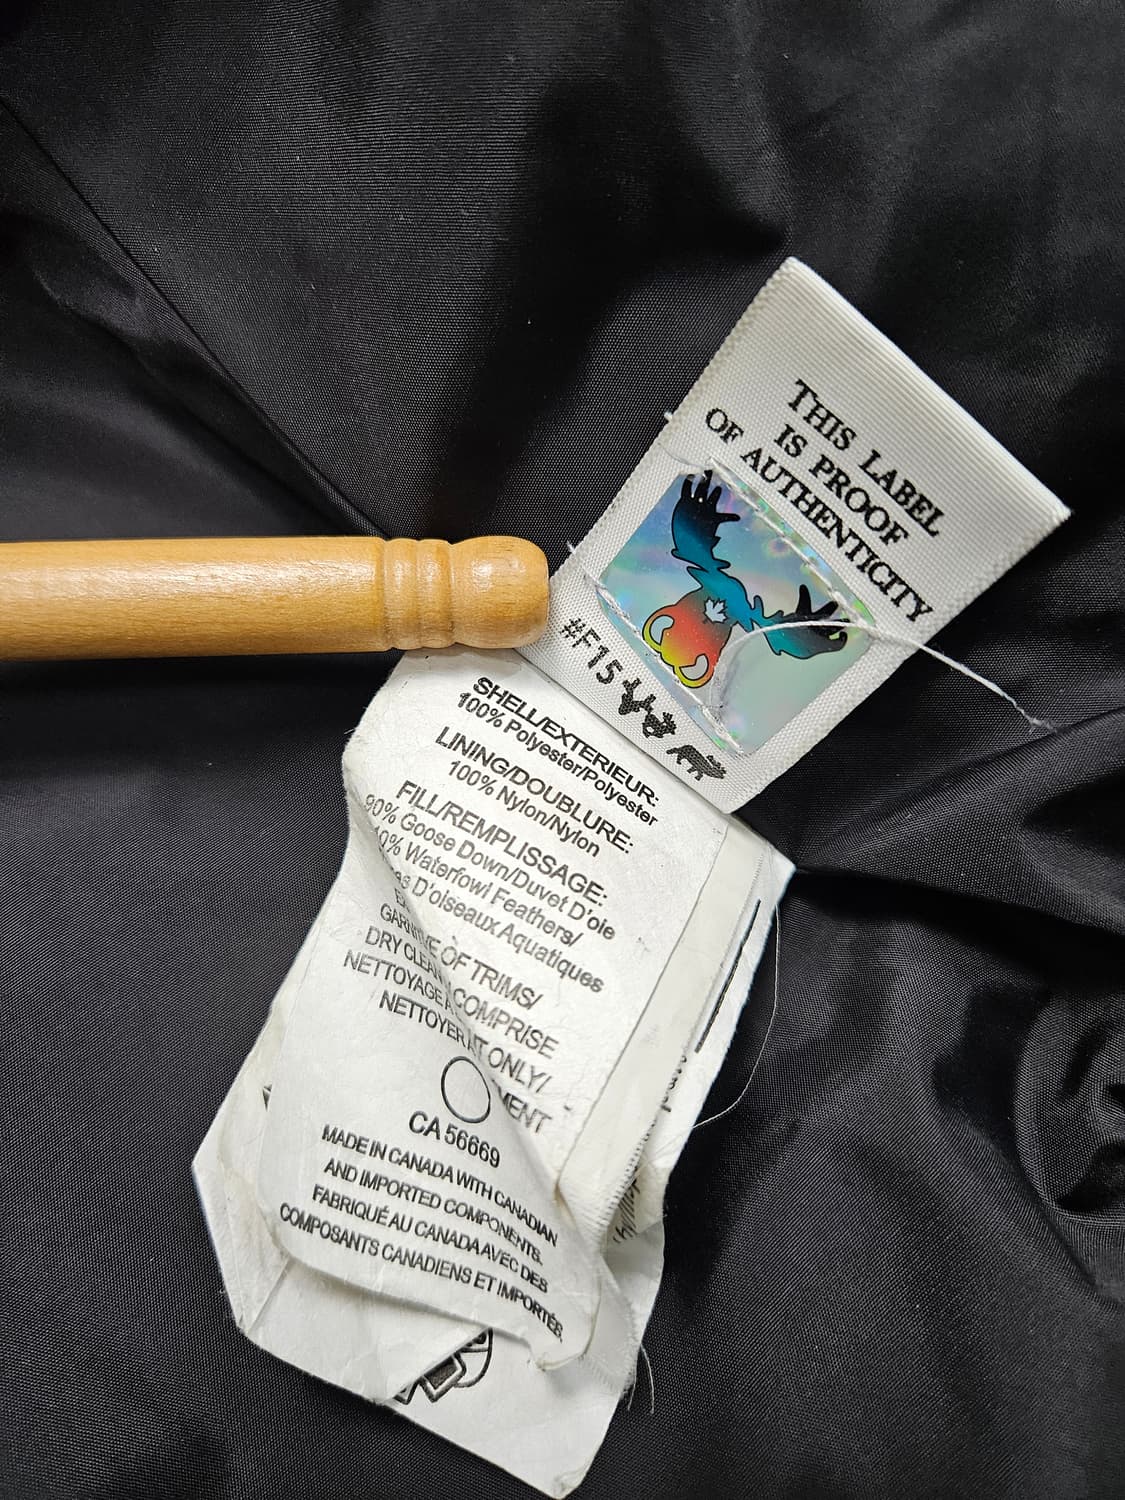 THIS LABEL
IS PROOF
OF AUTHENTICITY
#F15
SHELL/EXTERIEUR:
100% Polyester/Polyester
LINING/DOUBLURE:
100% Nylon/Nylon
FILL/REMPLISSAGE:
90% Goose Down/Duvet D'oie
10% Waterfowl Feathers/
D'oiseaux Aquatiques
OF TRIMS/
COMPRISE
DRY CLEAN ONLY/
NETTOYAGE
NETTOYER
CA 56669
MADE IN CANADA WITH CANADIAN
AND IMPORTED COMPONENTS.
FABRIQUÉ AU CANADA AVEC DES
COMPOSANTS CANADIENS ET IMPORTÉS.